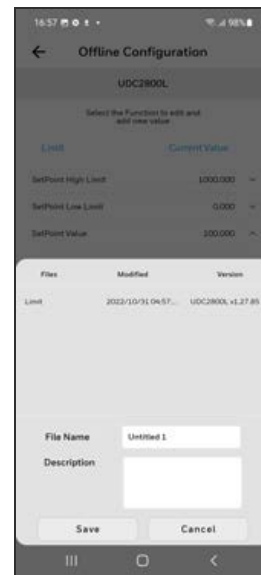 16:57 98%
Offline Configuration
UDC2800L
Select the Function to edit and
add new value
Limit Current Value
SetPoint High Limit 1000.000
SetPoint Low Limit 0.000
SetPoint Value 100.000
Files Modified Version
Limit 2022/10/31 04:57... UDC2800L v1.27.85
File Name Untitled 1
Description
Save Cancel